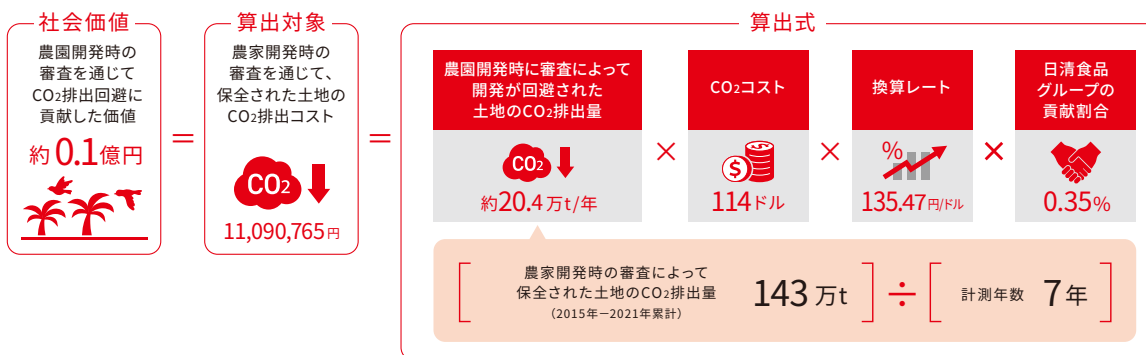 社会価値
農園開発時の
審査を通じて
CO2排出回避に
貢献した価値
約0.1億円
=
算出対象
農家開発時の
審査を通じて、
保全された土地の
CO2排出コスト
CO2
11,090,765円
=
算出式
農園開発時に審査によって
開発が回避された
土地のCO2排出量
CO2
約20.4万t/年
×
CO2コスト
$
114ドル
×
換算レート
%
135.47円/ドル
×
日清食品
グループの
貢献割合
0.35%
農家開発時の審査によって
保全された土地のCO2排出量
（2015年－2021年累計）
143万t
÷
計測年数 7年